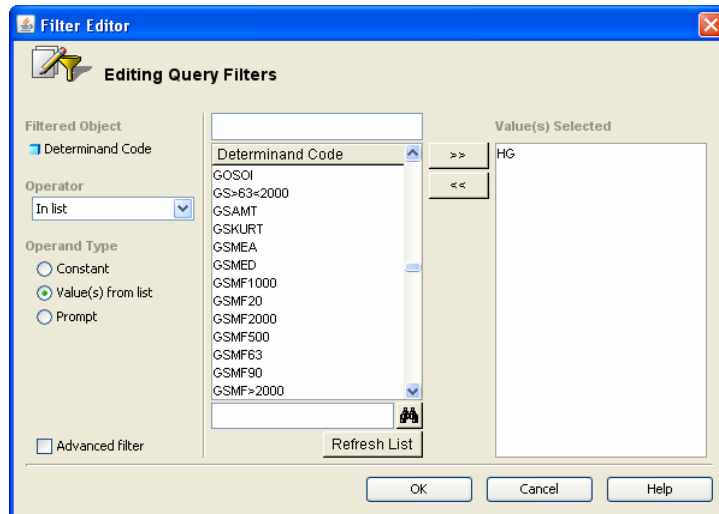 Filter Editor
Editing Query Filters
Filtered Object
Determinand Code
Operator
In list
Operand Type
Constant
Value(s) from list
Prompt
Advanced filter
Determinand Code
GOSOI
GS>63<2000
GSAMT
GSKURT
GSMEA
GSMED
GSMF1000
GSMF20
GSMF2000
GSMF500
GSMF63
GSMF90
GSMF>2000
Refresh List
>>
<<
Value(s) Selected
HG
OK
Cancel
Help